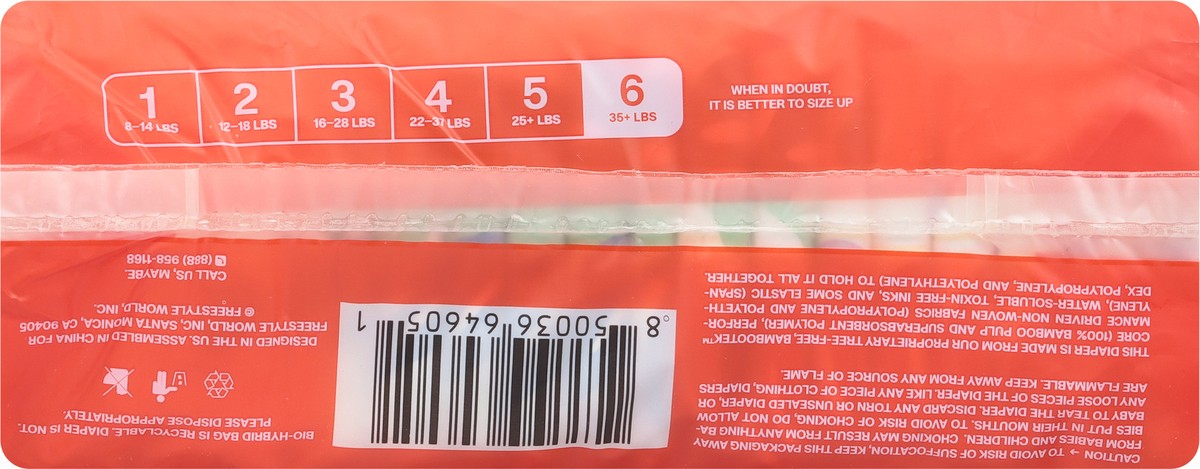 1 2 3 4 5 6
8-14 LBS 12-18 LBS 16-28 LBS 22-31 LBS 25+ LBS 35+ LBS
WHEN IN DOUBT,
IT IS BETTER TO SIZE UP
CAUTION → TO AVOID RISK OF SUFFOCATION, KEEP THIS PACKAGING AWAY
FROM BABIES AND CHILDREN. CHOKING MAY RESULT FROM ANYTHING BA-
BIES PUT IN THEIR MOUTHS. TO AVOID RISK OF CHOKING, DO NOT ALLOW
BABY TO TEAR THE DIAPER. DISCARD ANY TORN OR UNSEALED DIAPER, OR
ANY LOOSE PIECES OF THE DIAPER. LIKE ANY PIECE OF CLOTHING, DIAPERS
ARE FLAMMABLE. KEEP AWAY FROM ANY SOURCE OF FLAME.
THIS DIAPER IS MADE FROM OUR PROPRIETARY TREE-FREE, BAMBOOTEK™
CORE (100% BAMBOO PULP AND SUPERABSORBENT POLYMER), PERFOR-
MANCE DRIVEN NON-WOVEN FABRICS (POLYPROPYLENE AND POLYETH-
YLENE), WATER-SOLUBLE, TOXIN-FREE INKS, AND SOME ELASTIC (SPAN-
DEX, POLYPROPYLENE, AND POLYETHYLENE) TO HOLD IT ALL TOGETHER.
8 50036 64605 1
BIO-HYBRID BAG IS RECYCLABLE. DIAPER IS NOT.
PLEASE DISPOSE APPROPRIATELY.
DESIGNED IN THE US. ASSEMBLED IN CHINA FOR
FREESTYLE WORLD, INC, SANTA MONICA, CA 90405
© FREESTYLE WORLD, INC.
CALL US, MAYBE.
(888) 958-1168